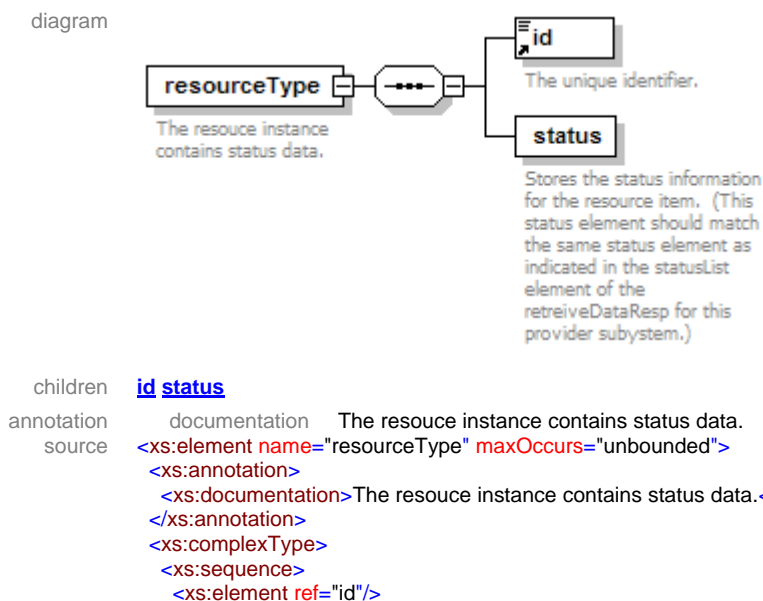 diagram
id
The unique identifier.
resourceType
The resouce instance
contains status data.
status
Stores the status information
for the resource item. (This
status element should match
the same status element as
indicated in the statusList
element of the
retreiveDataResp for this
provider subystem.)
children id status
annotation documentation The resouce instance contains status data.
source <xs:element name="resourceType" maxOccurs="unbounded">
<xs:annotation>
<xs:documentation>The resouce instance contains status data.<
</xs:annotation>
<xs:complexType>
<xs:sequence>
<xs:element ref="id"/>